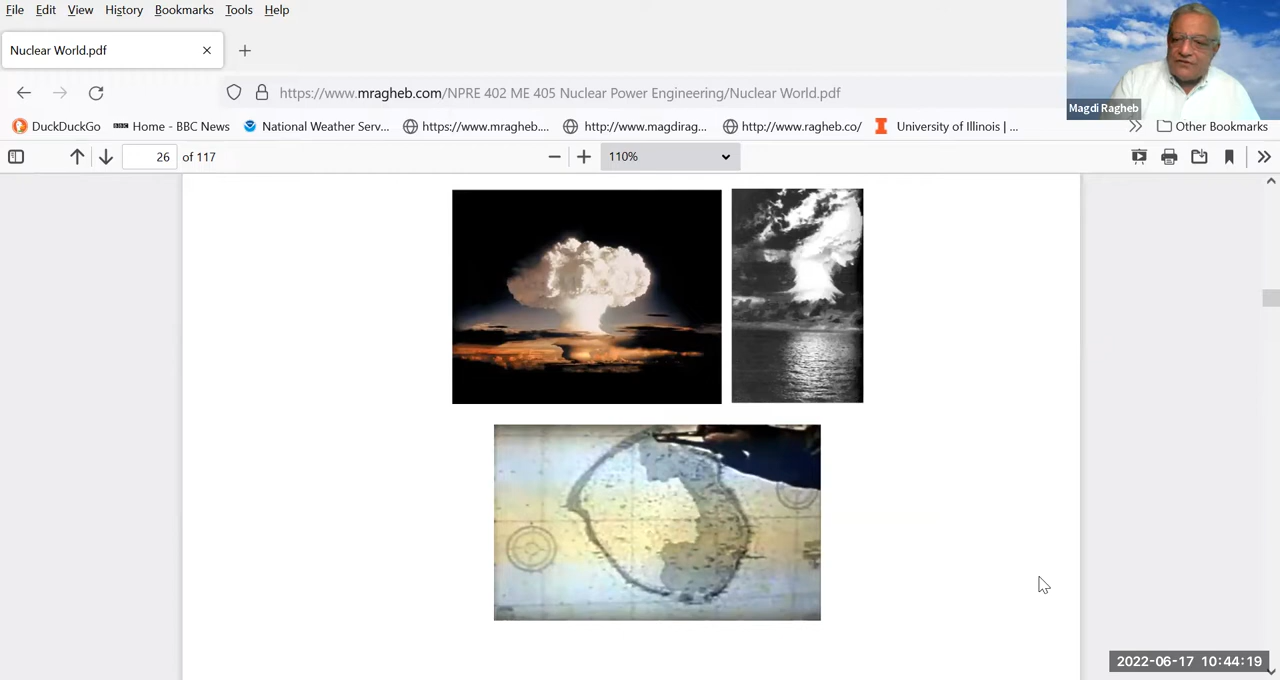 File Edit View History Bookmarks Tools Help
Nuclear World.pdf
https://www.mragheb.com/NPRE 402 ME 405 Nuclear Power Engineering/Nuclear World.pdf
Magdi Ragheb
DuckDuckGo BBC Home - BBC News National Weather Serv... https://www.mragheb.... http://www.magdirag... http://www.ragheb.co/ University of Illinois | ... Other Bookmarks
26 of 117 110%
2022-06-17 10:44:19